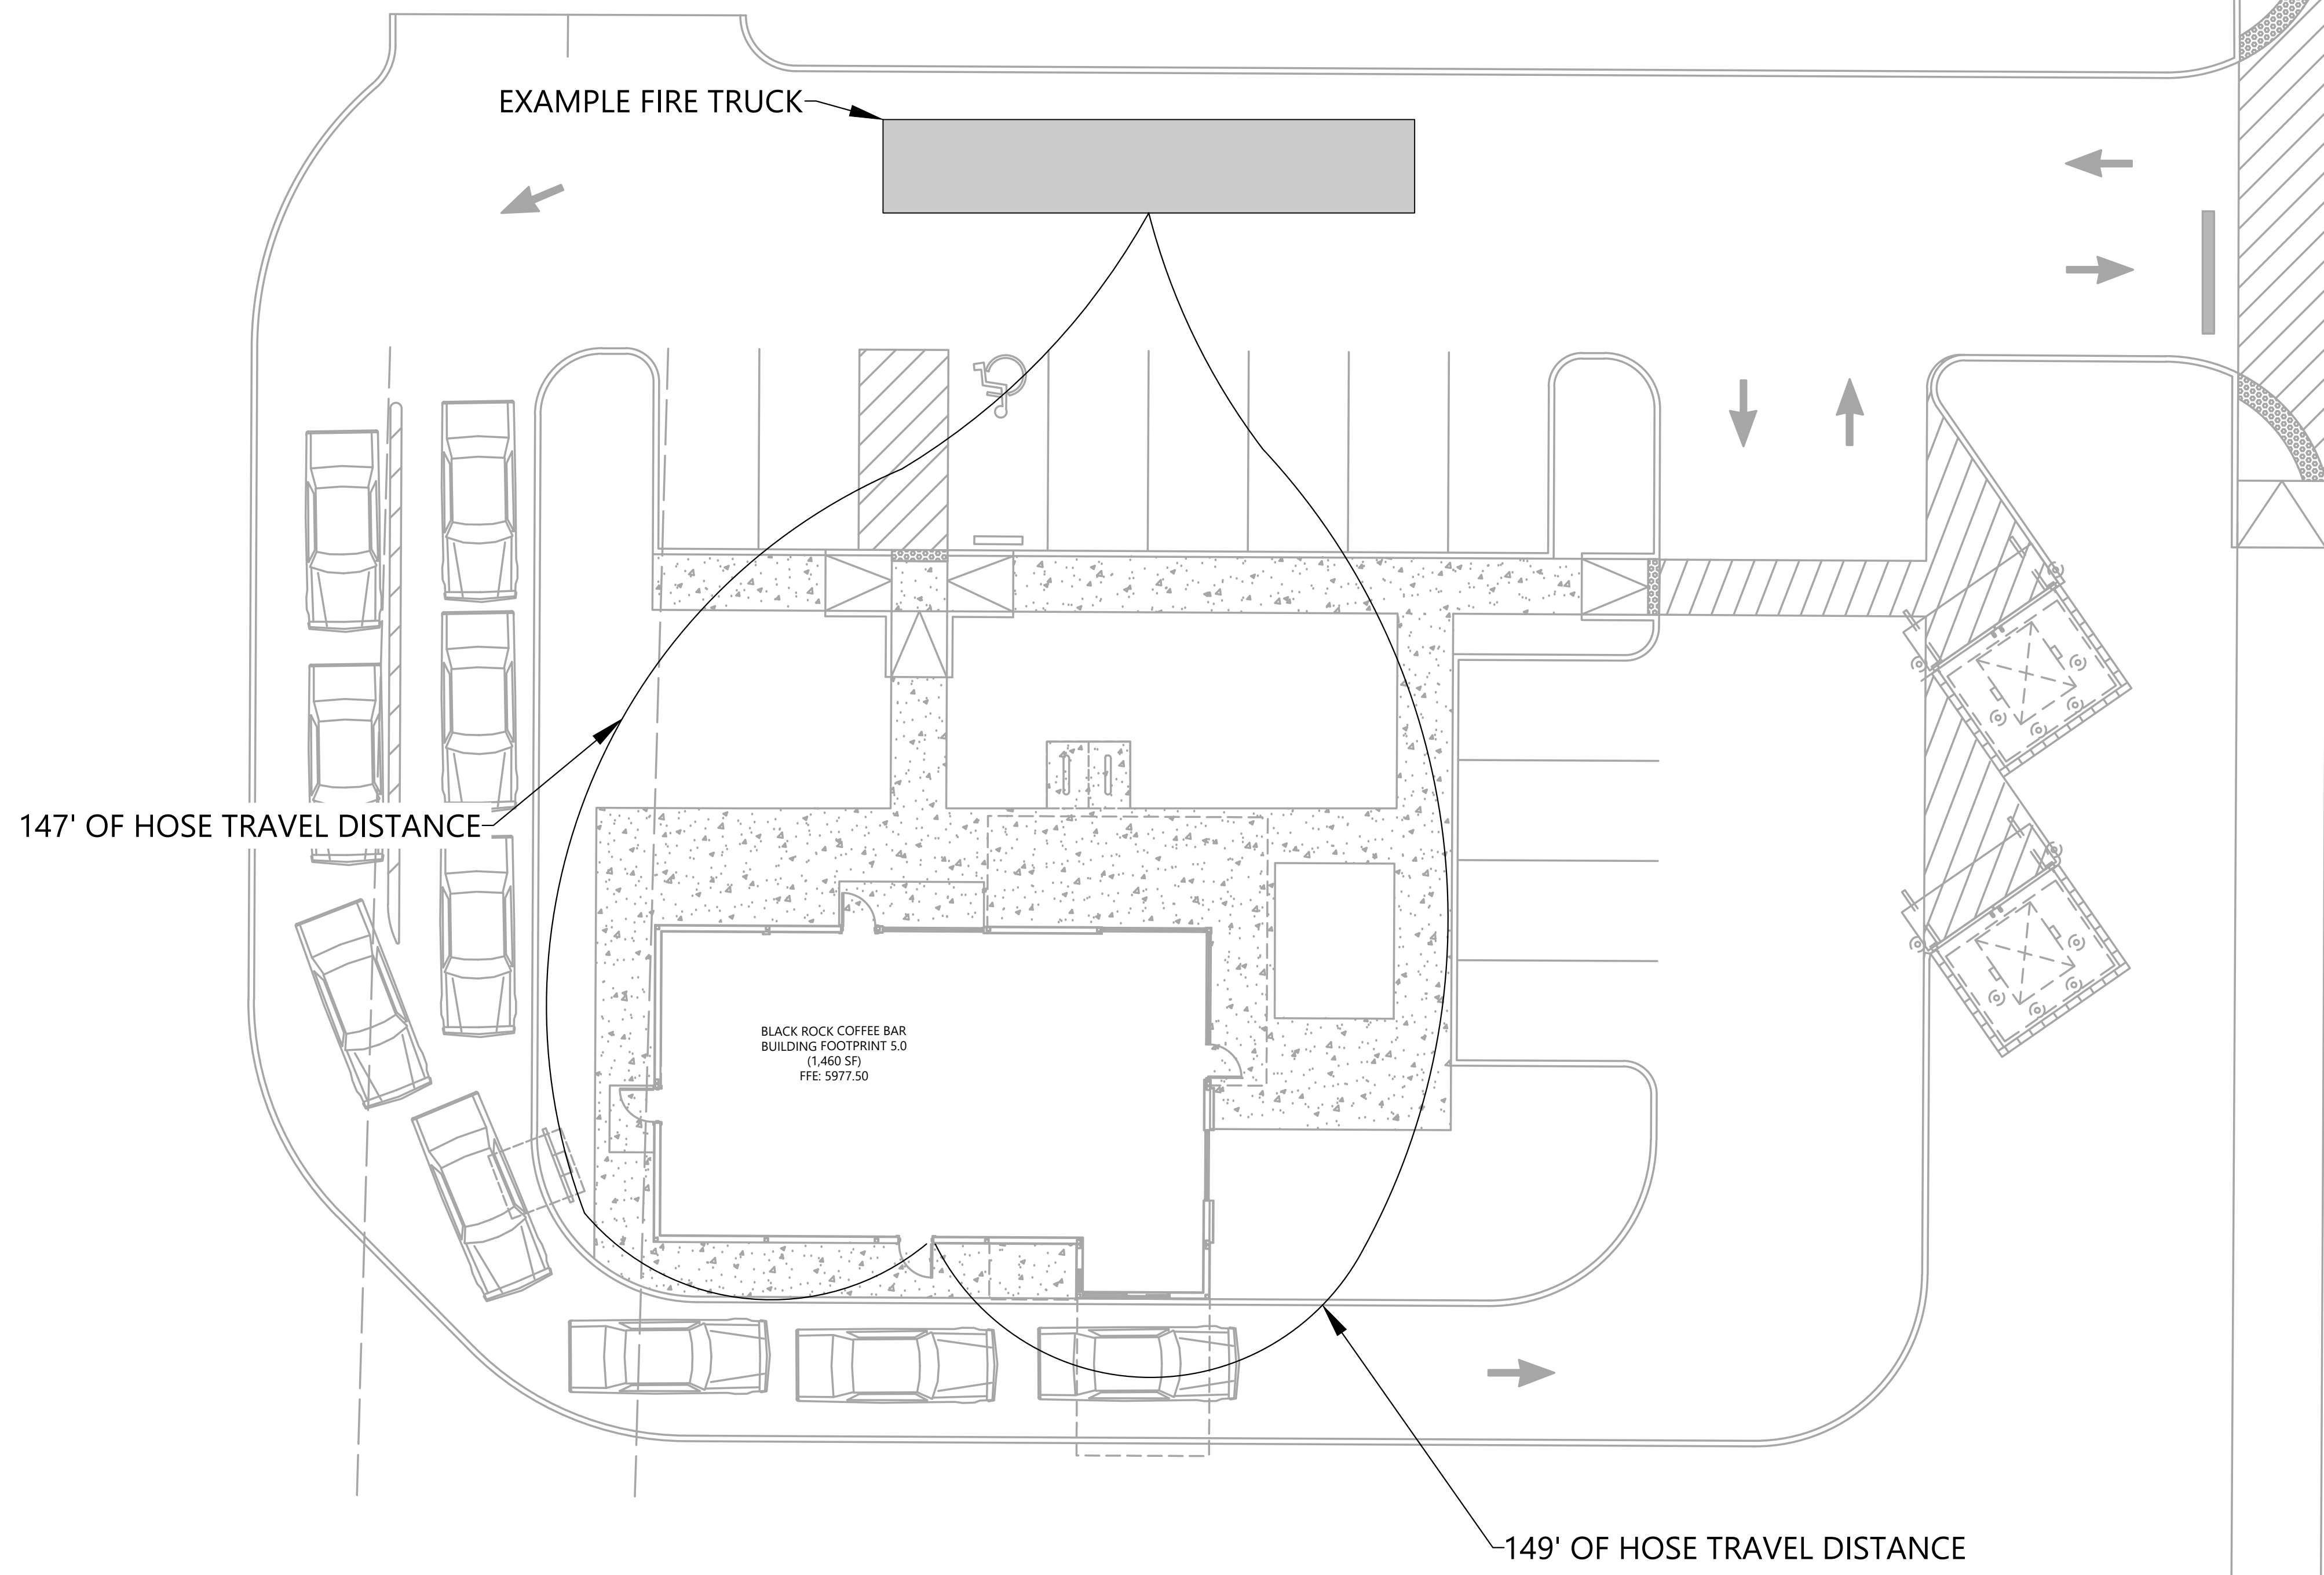 EXAMPLE FIRE TRUCK
147' OF HOSE TRAVEL DISTANCE
BLACK ROCK COFFEE BAR
BUILDING FOOTPRINT 5.0
(1,460 SF)
FFE: 5977.50
149' OF HOSE TRAVEL DISTANCE